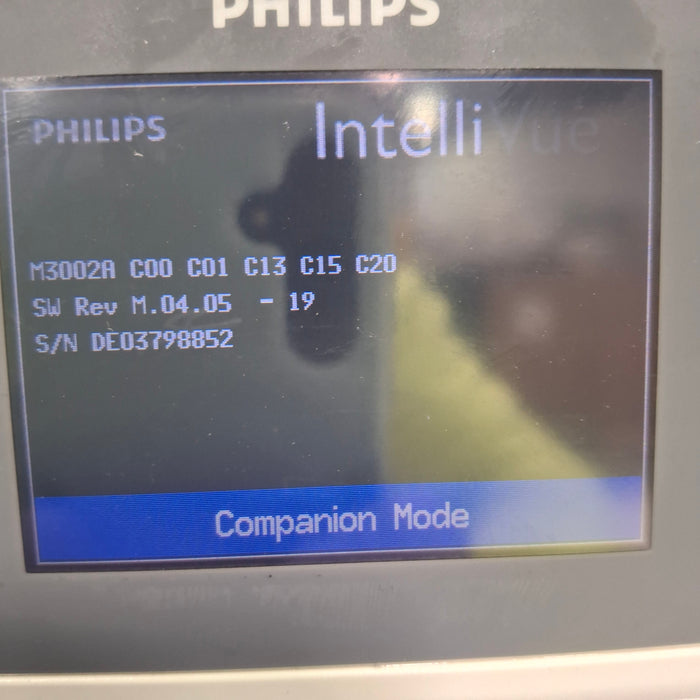 PHILIPS
PHILIPS IntelliVue
M3002A C00 C01 C13 C15 C20
SW Rev M.04.05 - 19
S/N DE03798852
Companion Mode